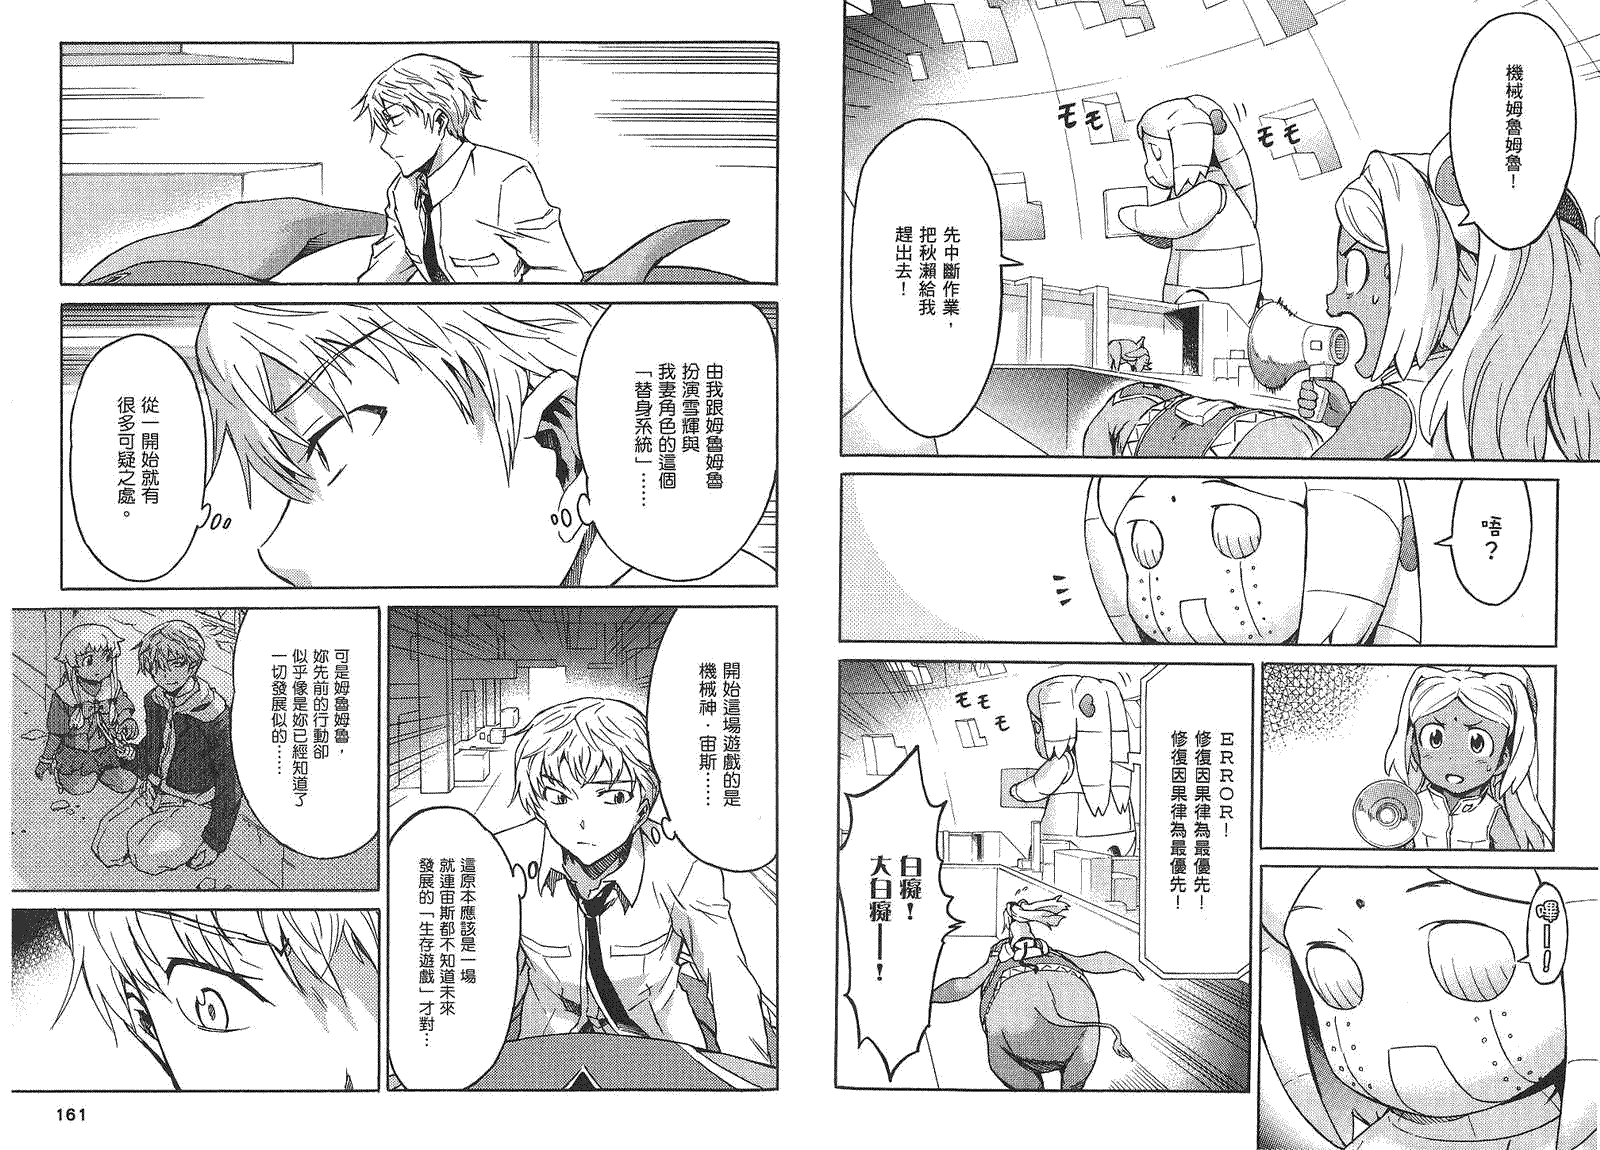 機械姆魯姆魯！
モモ
モモ
先中斷作業，
把秋瀨給我
趕出去！
唔？
嗶——！
ＥＲＲＯＲ！
修復因果律為最優先！
修復因果律為最優先！
モモモ
白癡！
大白癡——！
由我跟姆魯姆魯
扮演雪輝與
我妻角色的這個
「替身系統」……
從一開始就有
很多可疑之處。
開始這場遊戲的是
機械神．宙斯……
這原本應該是一場
就連宙斯都不知道未來
發展的「生存遊戲」才對…
可是姆魯姆魯，
妳先前的行動卻
似乎像是妳已經知道了
一切發展似的……
161